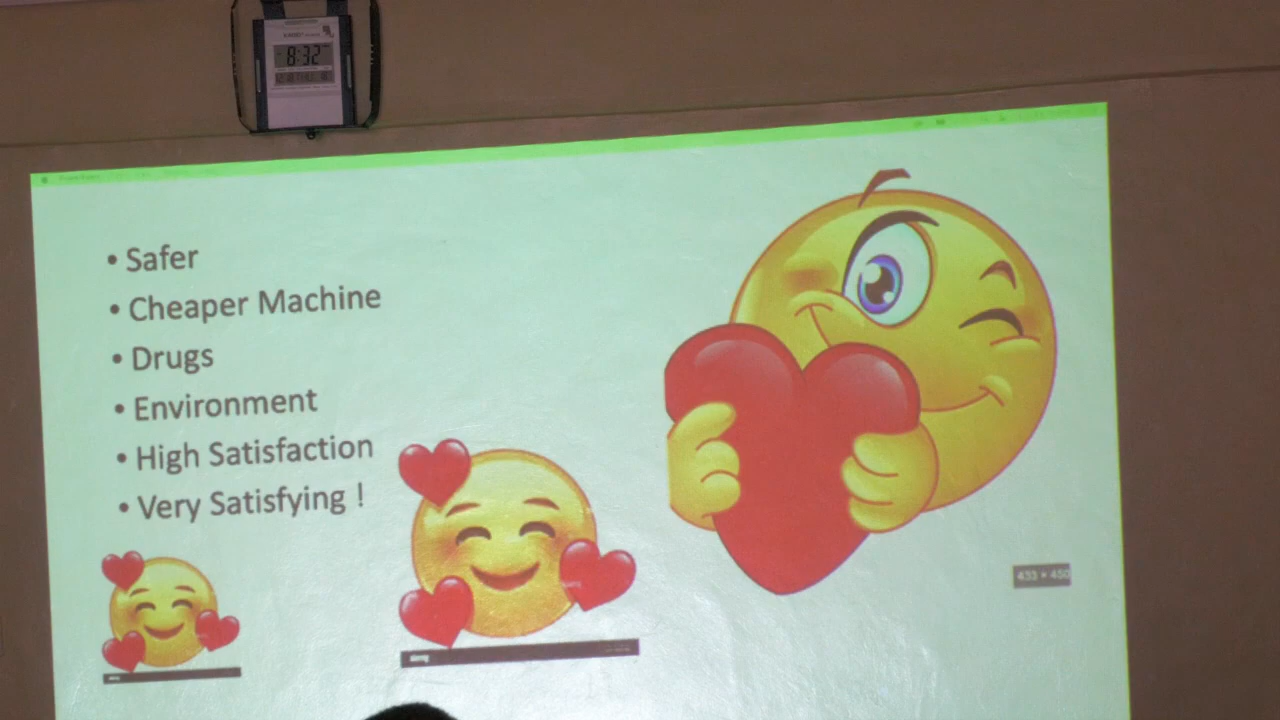 8:32
• Safer
• Cheaper Machine
• Drugs
• Environment
• High Satisfaction
• Very Satisfying !
433 × 450